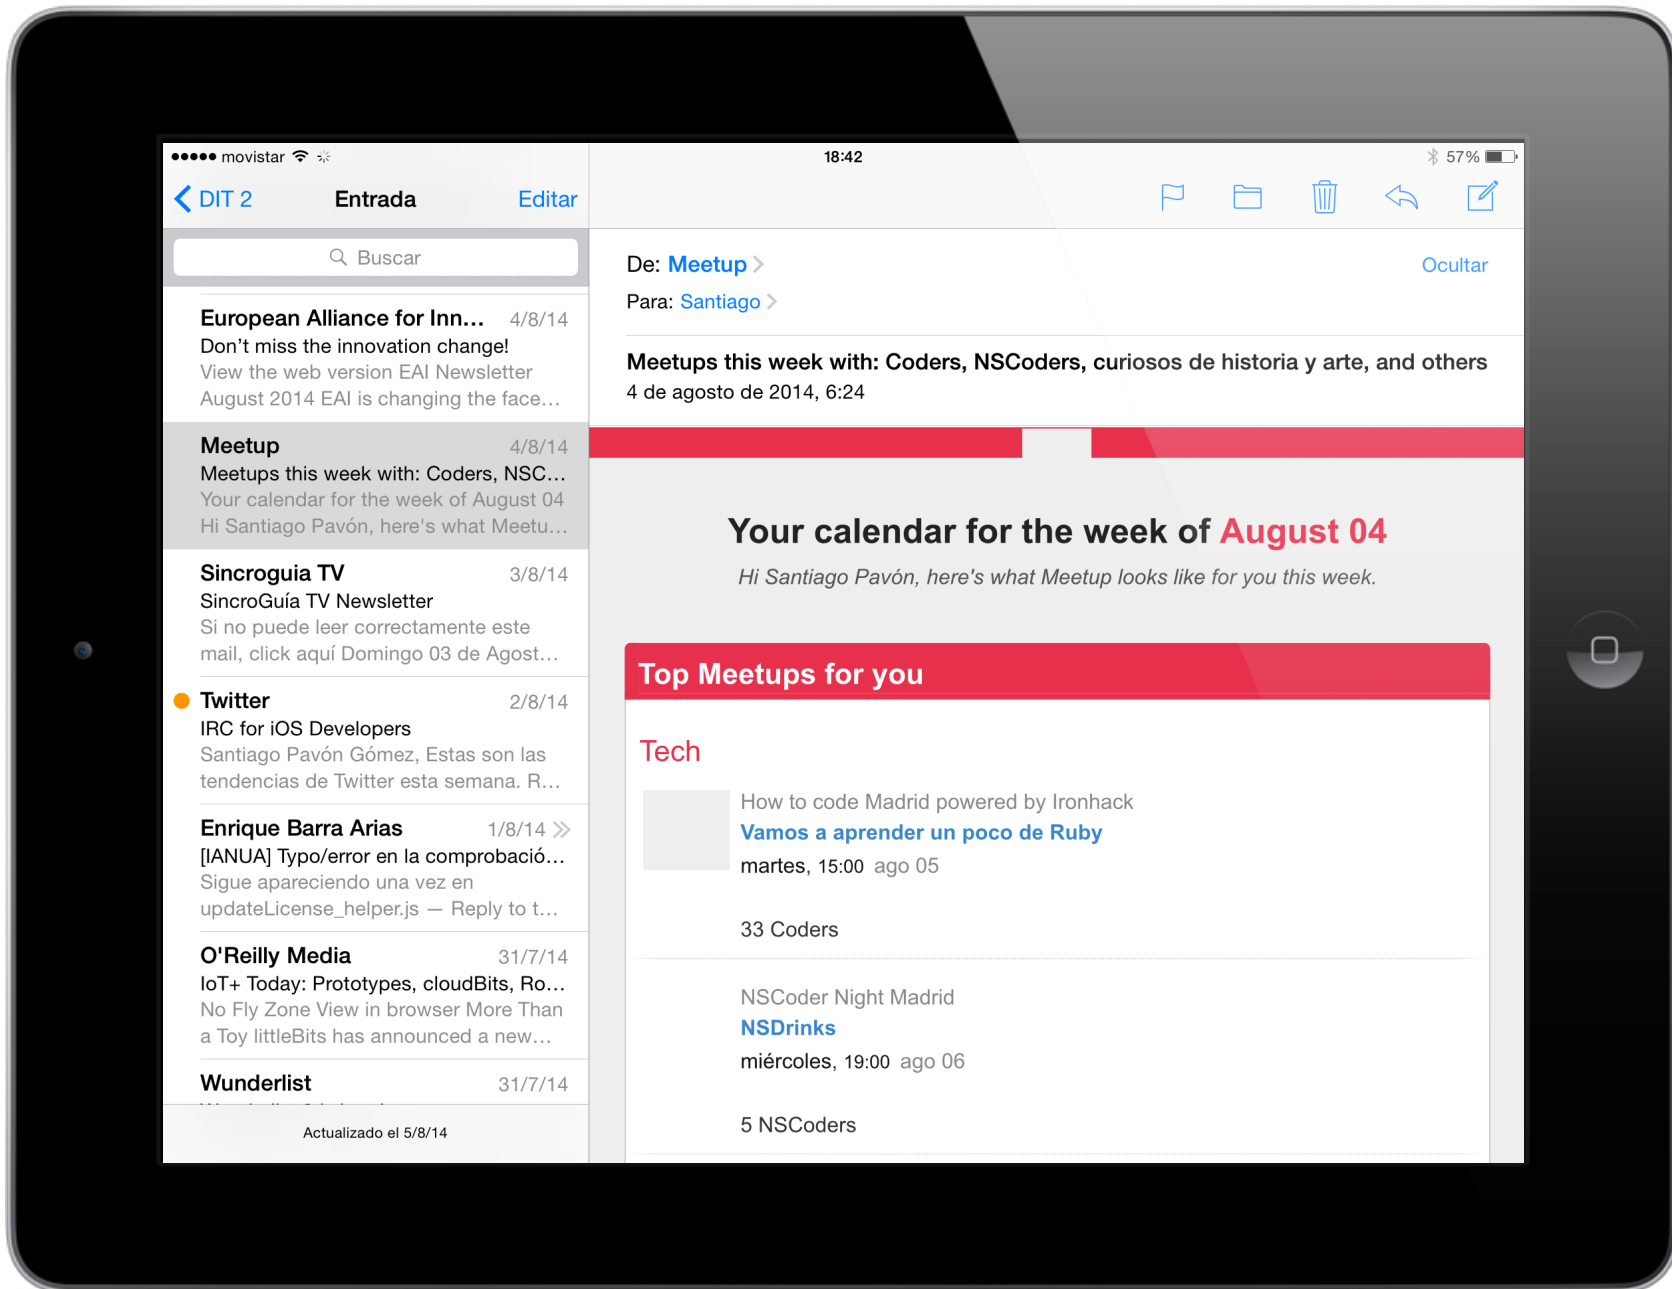 movistar
18:42
57%
DIT 2
Entrada
Editar
Buscar
European Alliance for Inn... 4/8/14
Don't miss the innovation change!
View the web version EAI Newsletter
August 2014 EAI is changing the face...
Meetup 4/8/14
Meetups this week with: Coders, NSC...
Your calendar for the week of August 04
Hi Santiago Pavón, here's what Meetu...
Sincroguia TV 3/8/14
SincroGuía TV Newsletter
Si no puede leer correctamente este
mail, click aquí Domingo 03 de Agost...
Twitter 2/8/14
IRC for iOS Developers
Santiago Pavón Gómez, Estas son las
tendencias de Twitter esta semana. R...
Enrique Barra Arias 1/8/14
[IANUA] Typo/error en la comprobació...
Sigue apareciendo una vez en
updateLicense_helper.js — Reply to t...
O'Reilly Media 31/7/14
IoT+ Today: Prototypes, cloudBits, Ro...
No Fly Zone View in browser More Than
a Toy littleBits has announced a new...
Wunderlist 31/7/14
Actualizado el 5/8/14
De: Meetup
Ocultar
Para: Santiago
Meetups this week with: Coders, NSCoders, curiosos de historia y arte, and others
4 de agosto de 2014, 6:24
Your calendar for the week of August 04
Hi Santiago Pavón, here's what Meetup looks like for you this week.
Top Meetups for you
Tech
How to code Madrid powered by Ironhack
Vamos a aprender un poco de Ruby
martes, 15:00 ago 05
33 Coders
NSCoder Night Madrid
NSDrinks
miércoles, 19:00 ago 06
5 NSCoders